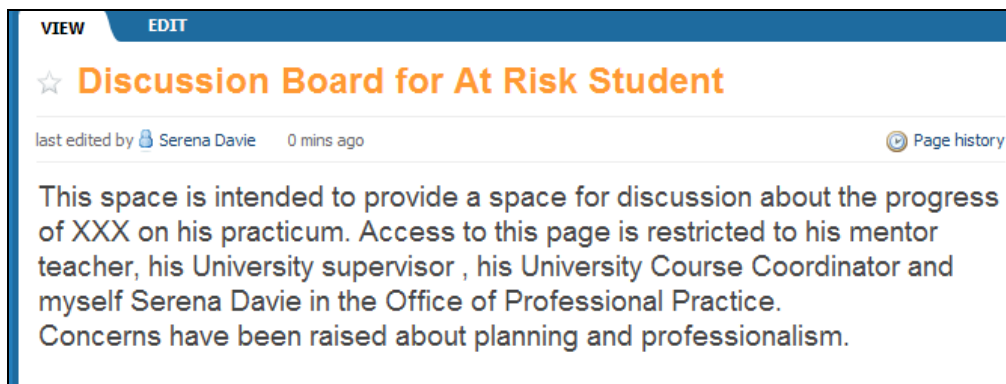 VIEW EDIT
Discussion Board for At Risk Student
last edited by Serena Davie 0 mins ago Page history
This space is intended to provide a space for discussion about the progress
of XXX on his practicum. Access to this page is restricted to his mentor
teacher, his University supervisor , his University Course Coordinator and
myself Serena Davie in the Office of Professional Practice.
Concerns have been raised about planning and professionalism.